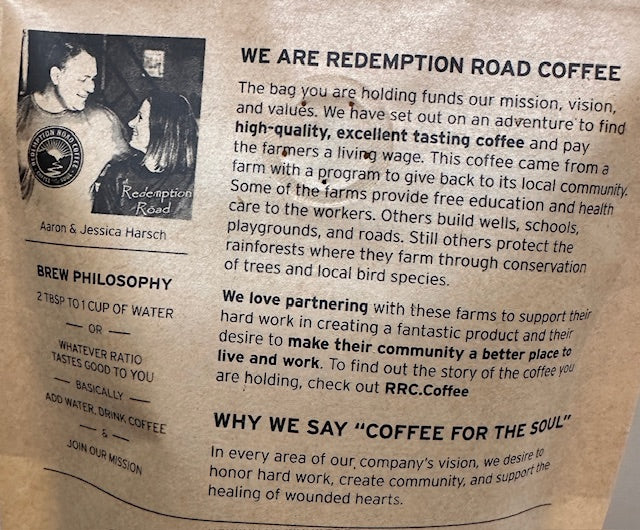 REDEMPTION ROAD COFFEE
Redemption
Road
Aaron & Jessica Harsch
BREW PHILOSOPHY
2 TBSP TO 1 CUP OF WATER
— OR —
WHATEVER RATIO
TASTES GOOD TO YOU
— BASICALLY —
ADD WATER, DRINK COFFEE
— & —
JOIN OUR MISSION
WE ARE REDEMPTION ROAD COFFEE
The bag you are holding funds our mission, vision,
and values. We have set out on an adventure to find
high-quality, excellent tasting coffee and pay
the farmers a living wage. This coffee came from a
farm with a program to give back to its local community.
Some of the farms provide free education and health
care to the workers. Others build wells, schools,
playgrounds, and roads. Still others protect the
rainforests where they farm through conservation
of trees and local bird species.
We love partnering with these farms to support their
hard work in creating a fantastic product and their
desire to make their community a better place to
live and work. To find out the story of the coffee you
are holding, check out RRC.Coffee
WHY WE SAY "COFFEE FOR THE SOUL"
In every area of our company's vision, we desire to
honor hard work, create community, and support the
healing of wounded hearts.